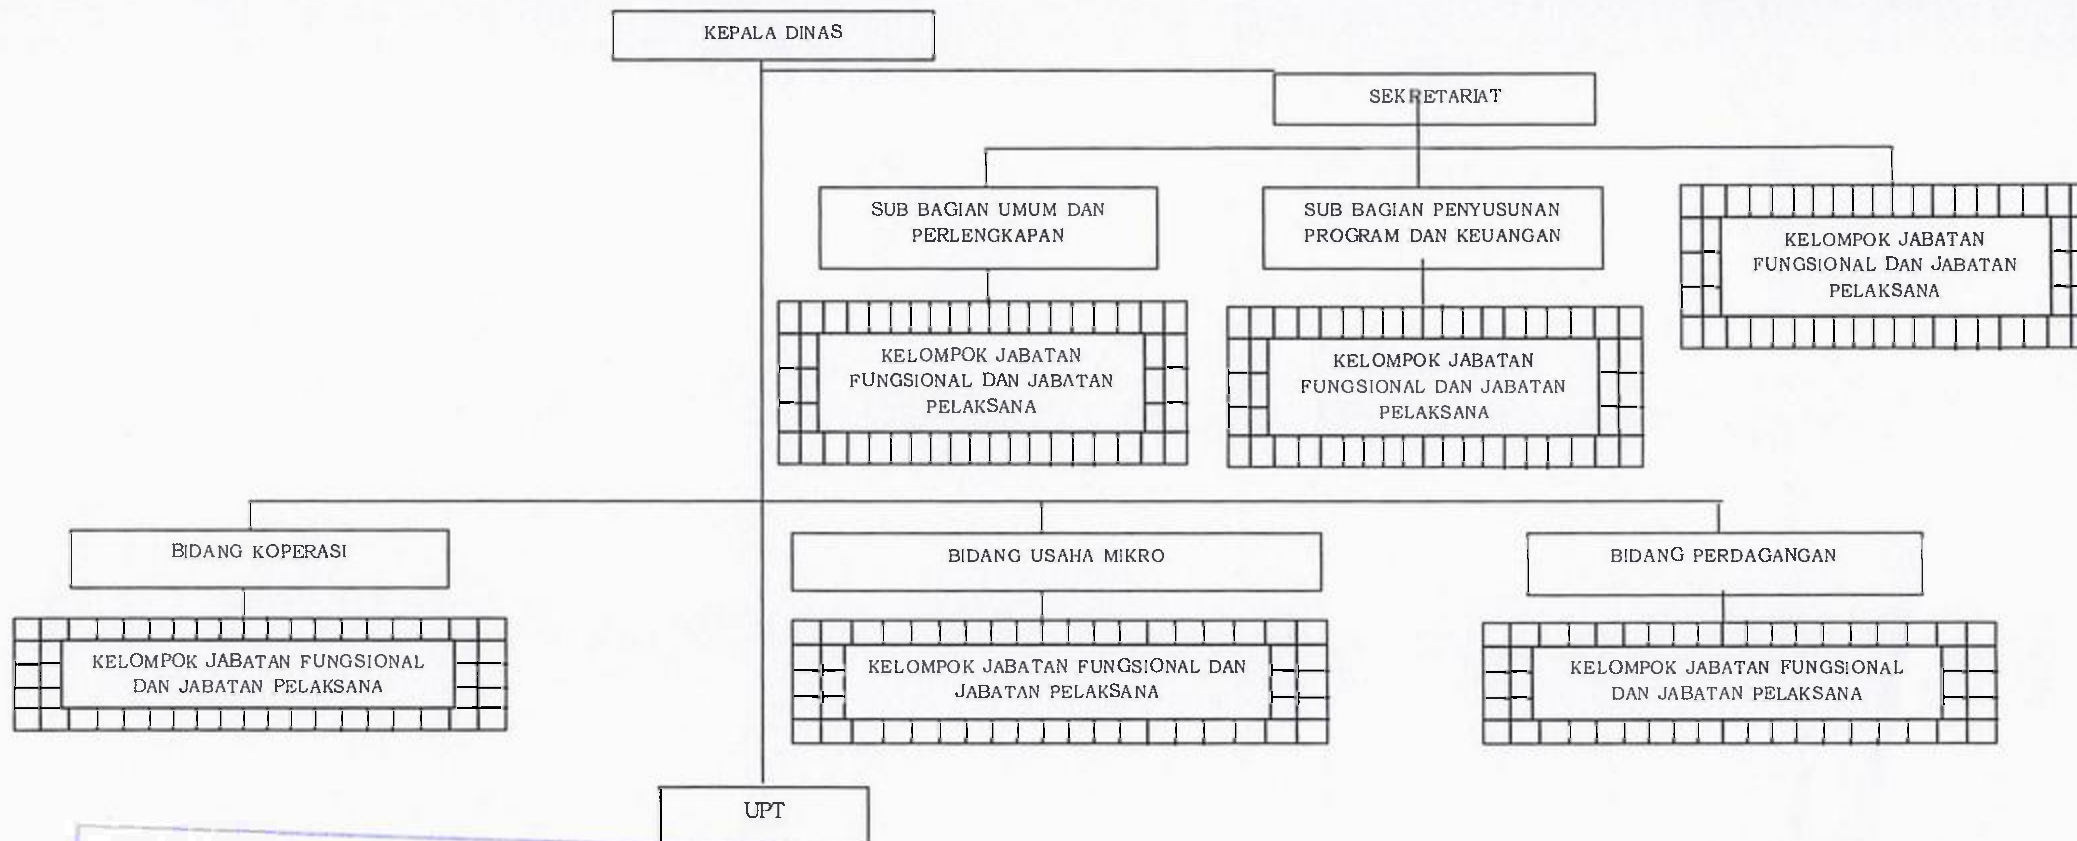 KEPALA DINAS
SEKRETARIAT
SUB BAGIAN UMUM DAN
PERLENGKAPAN
SUB BAGIAN PENYUSUNAN
PROGRAM DAN KEUANGAN
KELOMPOK JABATAN
FUNGSIONAL DAN JABATAN
PELAKSANA
KELOMPOK JABATAN
FUNGSIONAL DAN JABATAN
PELAKSANA
KELOMPOK JABATAN
FUNGSIONAL DAN JABATAN
PELAKSANA
BIDANG KOPERASI
BIDANG USAHA MIKRO
BIDANG PERDAGANGAN
KELOMPOK JABATAN FUNGSIONAL
DAN JABATAN PELAKSANA
KELOMPOK JABATAN FUNGSIONAL DAN
JABATAN PELAKSANA
KELOMPOK JABATAN FUNGSIONAL
DAN JABATAN PELAKSANA
UPT